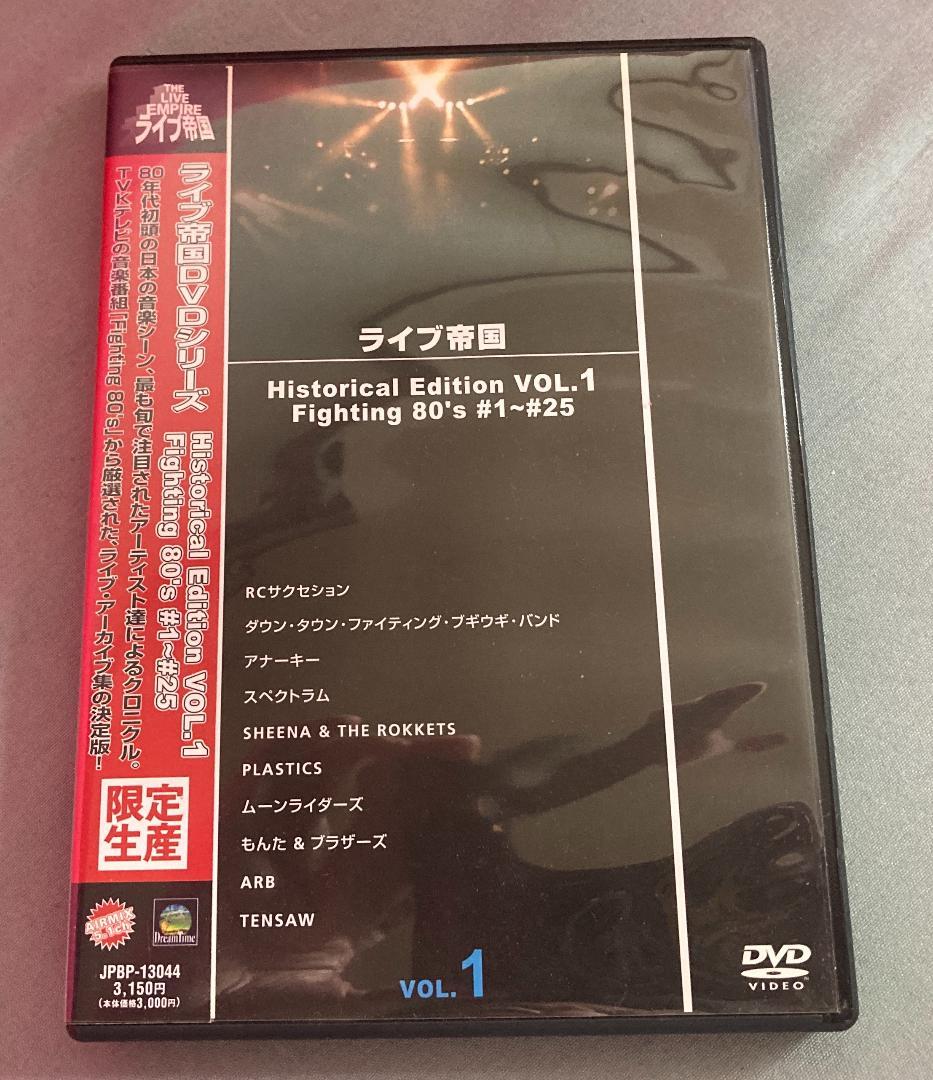 THE
LIVE
EMPIRE
ライブ帝国
ライブ帝国DVDシリーズ
Historical Edition VOL.1
Fighting 80's #1~#25
80年代初頭の日本の音楽シーン、最も旬で注目されたアーティスト達によるクロニクル。
TVKテレビの音楽番組「Fighting 80's」から厳選された、ライブ・アーカイブ集の決定版!
限定
生産
AIRMIX
5.1ch
DreamTime
JPBP-13044
3,150円
(本体価格3,000円)
ライブ帝国
Historical Edition VOL.1
Fighting 80's #1~#25
RCサクセション
ダウン・タウン・ファイティング・ブギウギ・バンド
アナーキー
スペクトラム
SHEENA & THE ROKKETS
PLASTICS
ムーンライダーズ
もんた & ブラザーズ
ARB
TENSAW
VOL.1
DVD
VIDEO